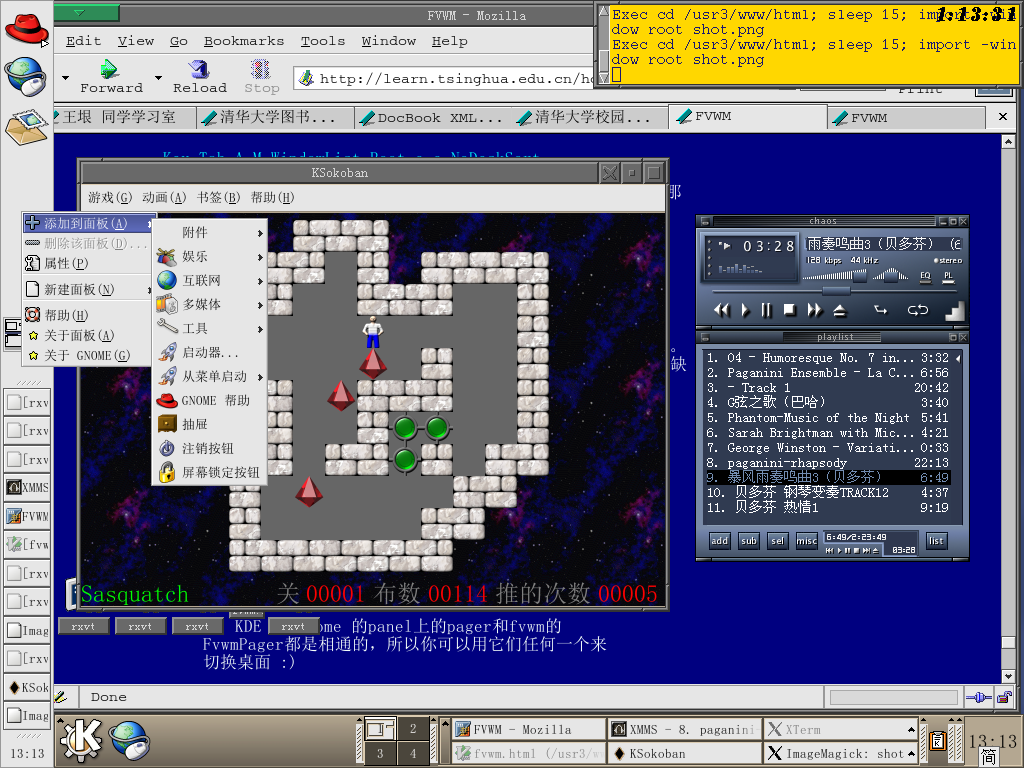 FVWM - Mozilla
Exec cd /usr3/www/html; sleep 15; import -win
dow root shot.png
Exec cd /usr3/www/html; sleep 15; import -win
dow root shot.png
1:13:31
Edit View Go Bookmarks Tools Window Help
Forward Reload Stop
http://learn.tsinghua.edu.cn/ho
Print
王垠 同学学习室
清华大学图书...
DocBook XML...
清华大学校园...
FVWM
FVWM
KSokoban
游戏(G) 动画(A) 书签(B) 帮助(H)
那
缺
添加到面板(A)
删除该面板(D)...
属性(P)
新建面板(N)
帮助(H)
关于面板(A)
关于 GNOME(G)
附件
娱乐
互联网
多媒体
工具
启动器...
从菜单启动
GNOME 帮助
抽屉
注销按钮
屏幕锁定按钮
Sasquatch 关 00001 布数 00114 推的次数 00005
chaos
03:28
雨奏鸣曲3（贝多芬）
128 kbps 44 kHz stereo
EQ PL
playlist
1. 04 - Humoresque No. 7 in... 3:32
2. Paganini Ensemble - La C... 6:56
3. - Track 1 20:42
4. G弦之歌（巴哈） 3:40
5. Phantom-Music of the Night 5:41
6. Sarah Brightman with Mic... 4:21
7. George Winston - Variati... 0:33
8. paganini-rhapsody 22:13
9. 暴风雨奏鸣曲3（贝多芬） 6:49
10. 贝多芬 钢琴变奏TRACK12 4:37
11. 贝多芬 热情1 9:19
add sub sel misc 6:49/2:23:49 03:28 list
[rxv
[rxv
[rxv
XMMS
FVWM
[fvw
[rxv
[rxv
Imag
[rxv
KSok
Imag
13:13
rxvt rxvt rxvt rxvt
KDE ome 的panel上的pager和fvwm的
FvwmPager都是相通的，所以你可以用它们任何一个来
切换桌面 :)
Done
2
3 4
FVWM - Mozilla
XMMS - 8. paganini
XTerm
fvwm.html (/usr3/w
KSokoban
ImageMagick: shot
13:13
简